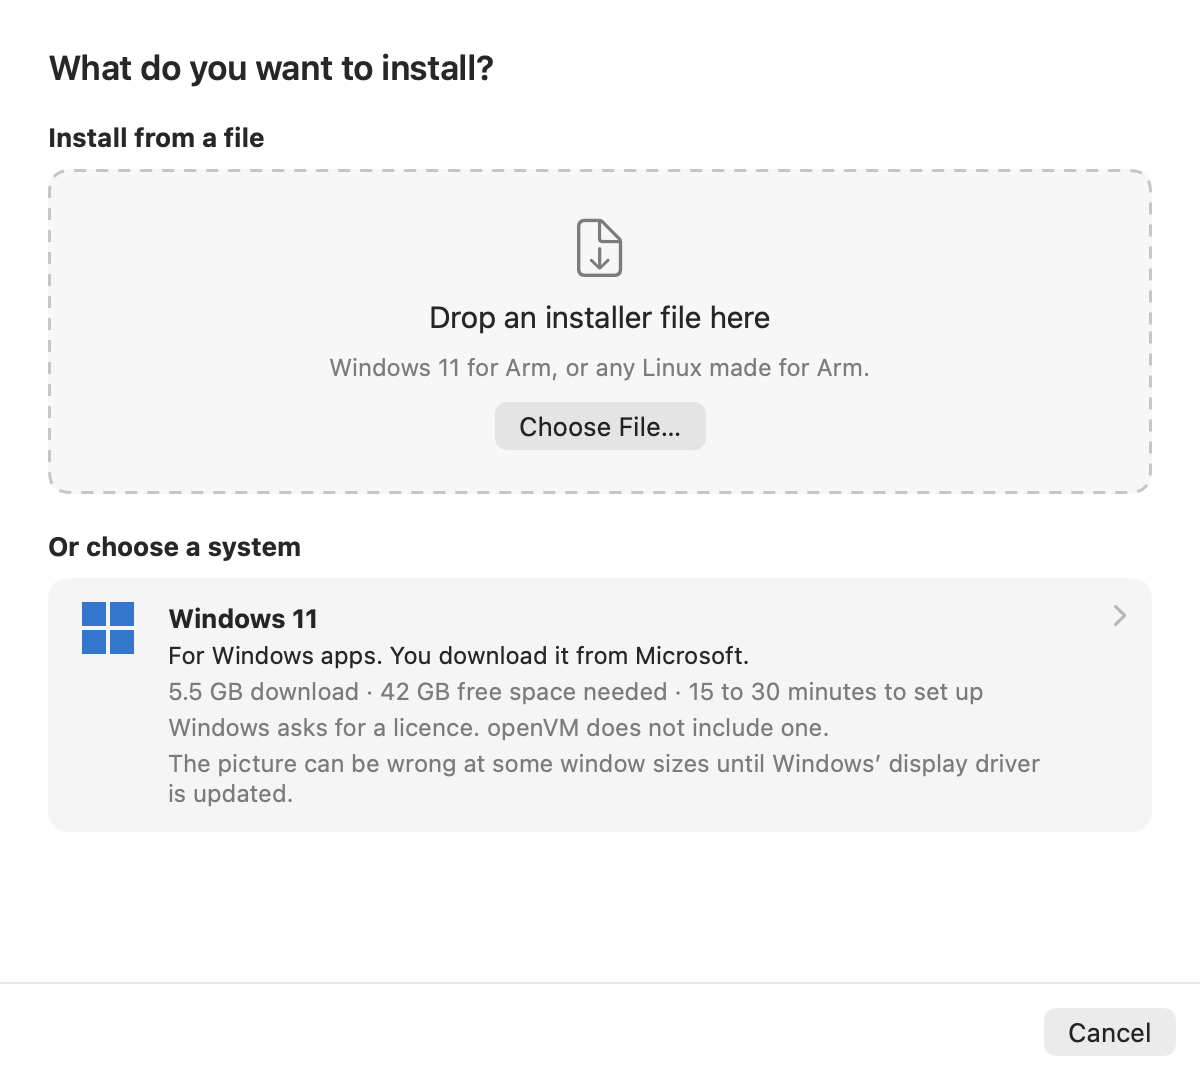 What do you want to install?
Install from a file
Drop an installer file here
Windows 11 for Arm, or any Linux made for Arm.
Choose File...
Or choose a system
Windows 11
For Windows apps. You download it from Microsoft.
5.5 GB download · 42 GB free space needed · 15 to 30 minutes to set up
Windows asks for a licence. openVM does not include one.
The picture can be wrong at some window sizes until Windows’ display driver
is updated.
Cancel